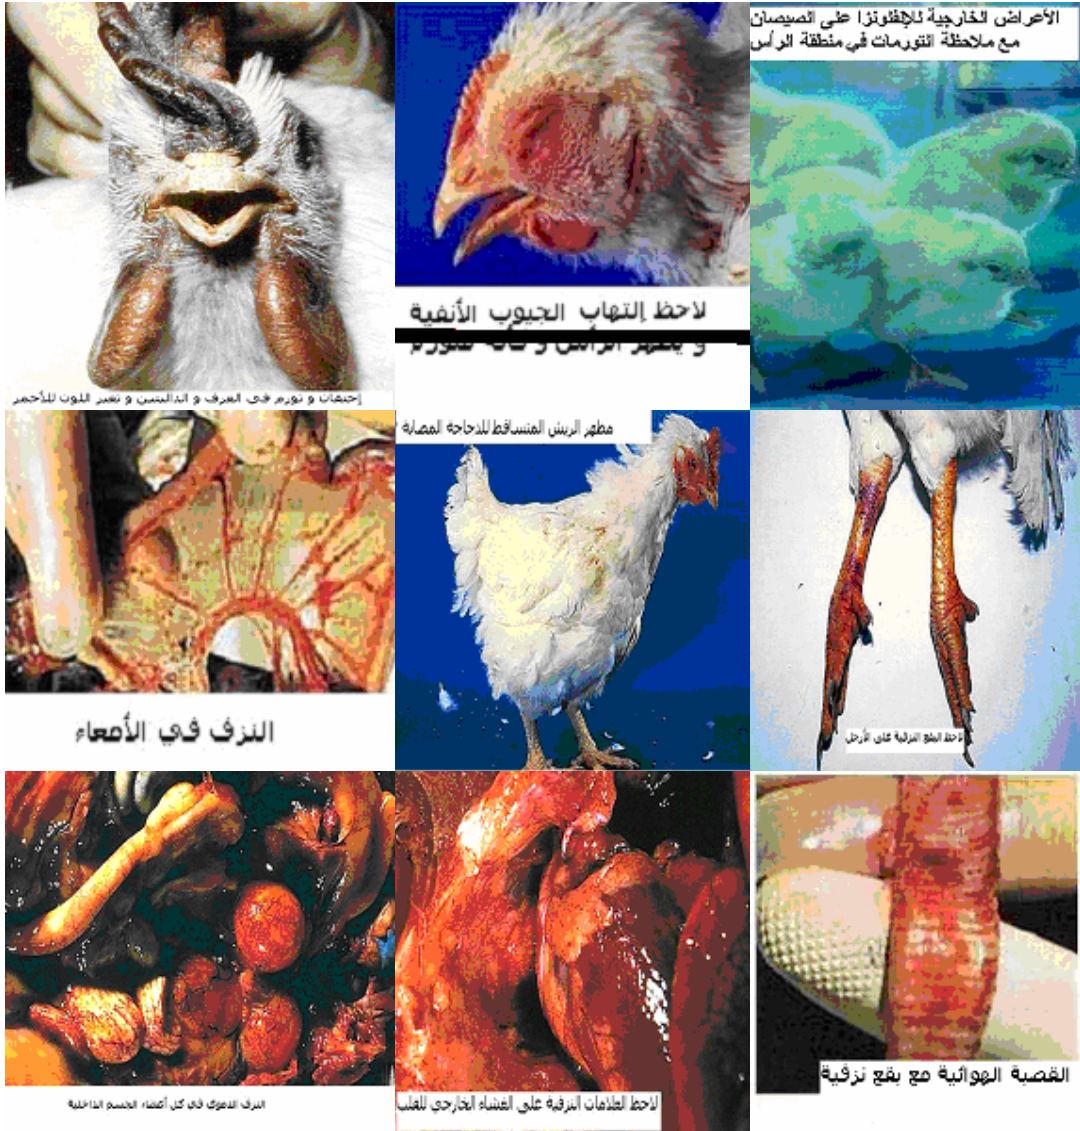 الأعراض الخارجية للإنفلونزا على الصيصان
مع ملاحظة التورمات في منطقة الرأس
لاحظ إلتهاب الجيوب الأنفية
إحتقان و تورم في العرف و الداليتين و تغير اللون للأحمر
مظهر الريش المتساقط للدجاجة المصابة
النزف في الأمعاء
لاحظ البقع النزفية على الأرجل
القصبة الهوائية مع بقع نزفية
لاحظ العلامات النزفية على الغشاء الخارجي للقلب
النزف الدموي في كل أعضاء الجسم الداخلية